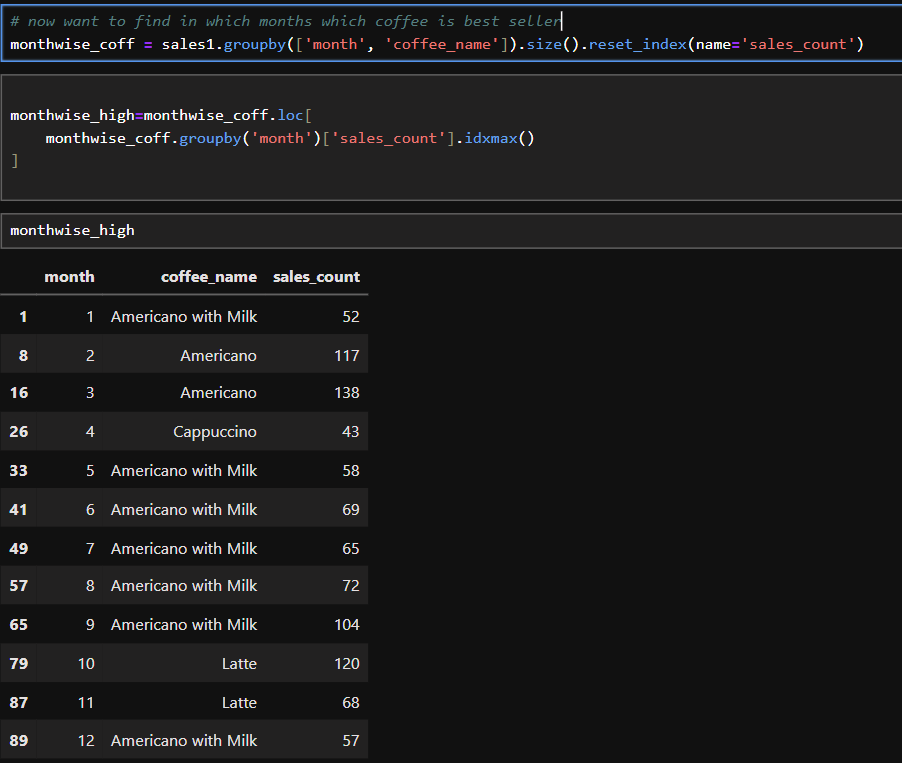 # now want to find in which months which coffee is best seller
monthwise_coff = sales1.groupby(['month', 'coffee_name']).size().reset_index(name='sales_count')
monthwise_high=monthwise_coff.loc[
    monthwise_coff.groupby('month')['sales_count'].idxmax()
]
monthwise_high
month coffee_name sales_count
1 1 Americano with Milk 52
8 2 Americano 117
16 3 Americano 138
26 4 Cappuccino 43
33 5 Americano with Milk 58
41 6 Americano with Milk 69
49 7 Americano with Milk 65
57 8 Americano with Milk 72
65 9 Americano with Milk 104
79 10 Latte 120
87 11 Latte 68
89 12 Americano with Milk 57